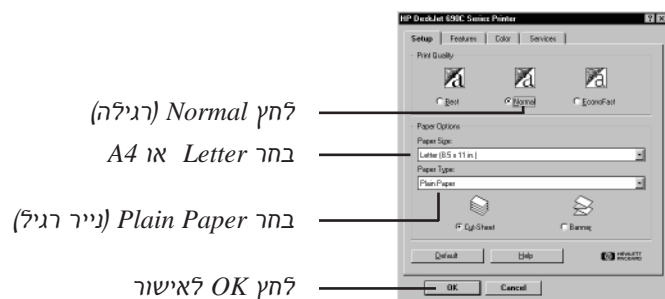 HP DeskJet 690C Series Printer
Setup Features Color Services
Print Quality
Best Normal EconoFast
לחץ Normal (רגילה)
Paper Options
Paper Size:
Letter (8.5 x 11 in.)
בחר Letter או A4
Paper Type:
Plain Paper
בחר Plain Paper (נייר רגיל)
Cut-Sheet Banner
Default Help
HEWLETT
PACKARD
OK Cancel
לחץ OK לאישור